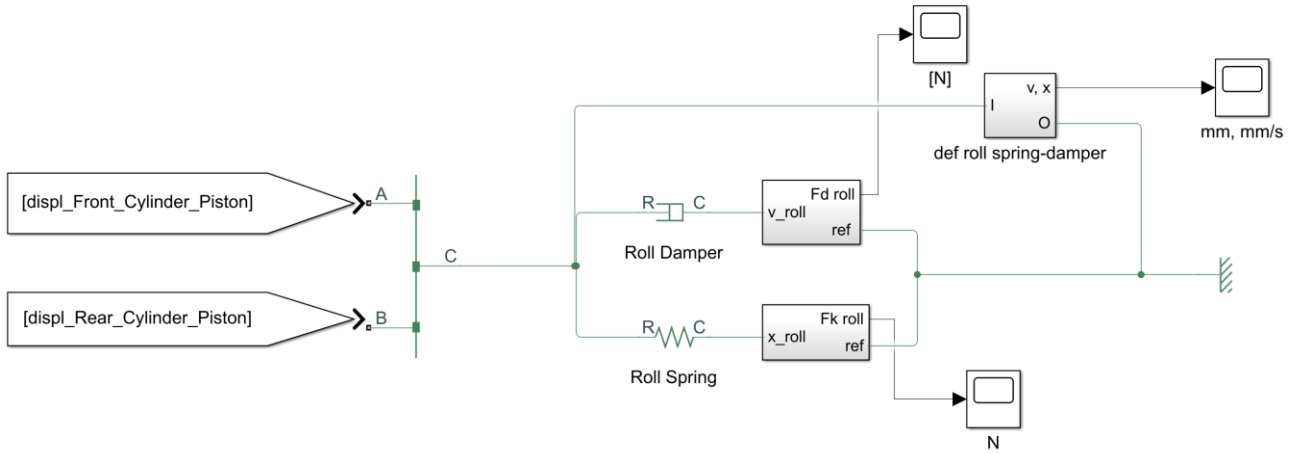 [N]
v, x
I
O
mm, mm/s
def roll spring-damper
[displ_Front_Cylinder_Piston]
A
R
C
Fd roll
v_roll
ref
Roll Damper
C
[displ_Rear_Cylinder_Piston]
B
R
C
Fk roll
x_roll
ref
Roll Spring
N